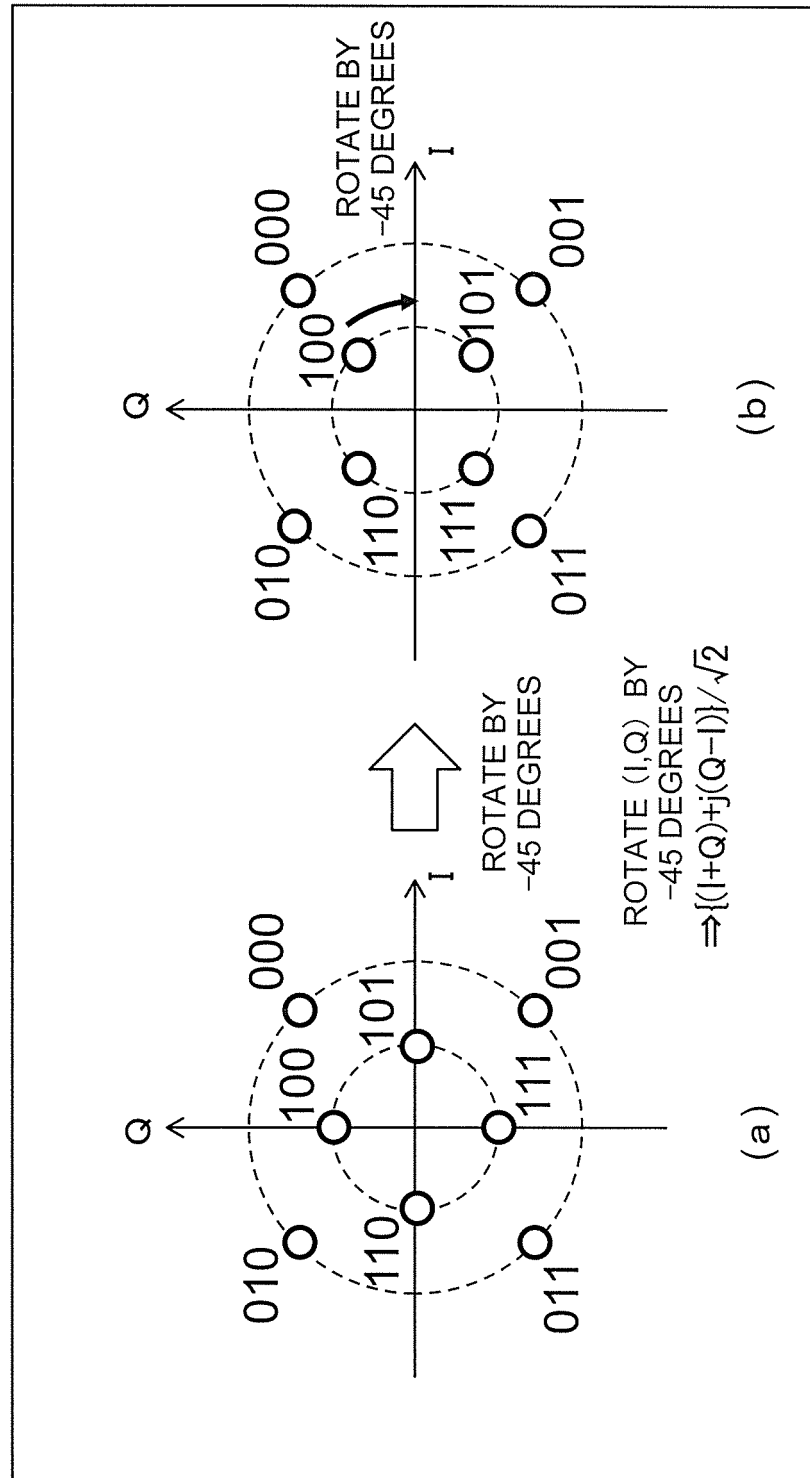 Q
010
000
100
110
101
I
111
011
001
(a)
ROTATE BY
−45 DEGREES
ROTATE (I,Q) BY
−45 DEGREES
⇒{(I+Q)+j(Q−I)}/√2
Q
010
000
ROTATE BY
−45 DEGREES
100
I
110
101
111
011
001
(b)